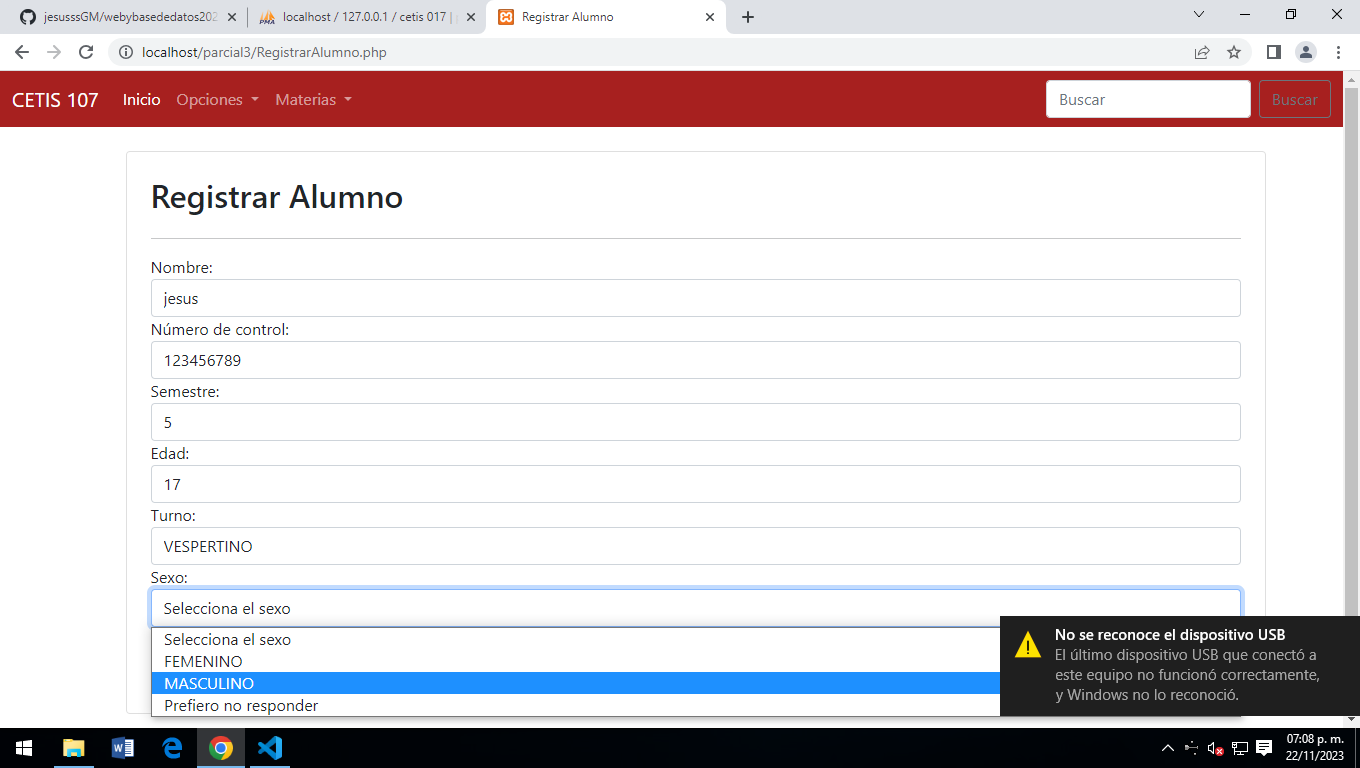 jesusssGM/webybasededatos202
localhost / 127.0.0.1 / cetis 017 |
Registrar Alumno
localhost/parcial3/RegistrarAlumno.php
CETIS 107 Inicio Opciones Materias Buscar Buscar
Registrar Alumno
Nombre:
jesus
Número de control:
123456789
Semestre:
5
Edad:
17
Turno:
VESPERTINO
Sexo:
Selecciona el sexo
Selecciona el sexo
FEMENINO
MASCULINO
Prefiero no responder
No se reconoce el dispositivo USB
El último dispositivo USB que conectó a
este equipo no funcionó correctamente,
y Windows no lo reconoció.
07:08 p. m.
22/11/2023